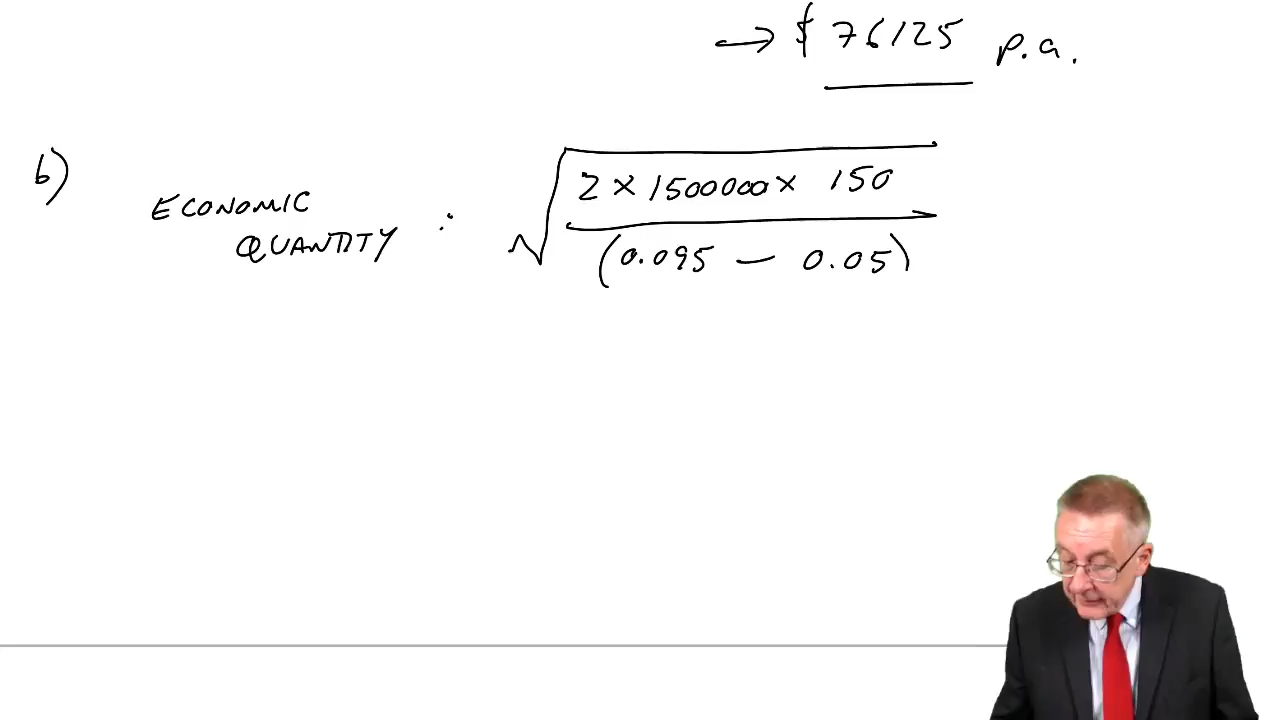 → $ 76125 p.a.
b)
ECONOMIC
QUANTITY :
√
2 × 1500000 × 150
(0.095 – 0.05)